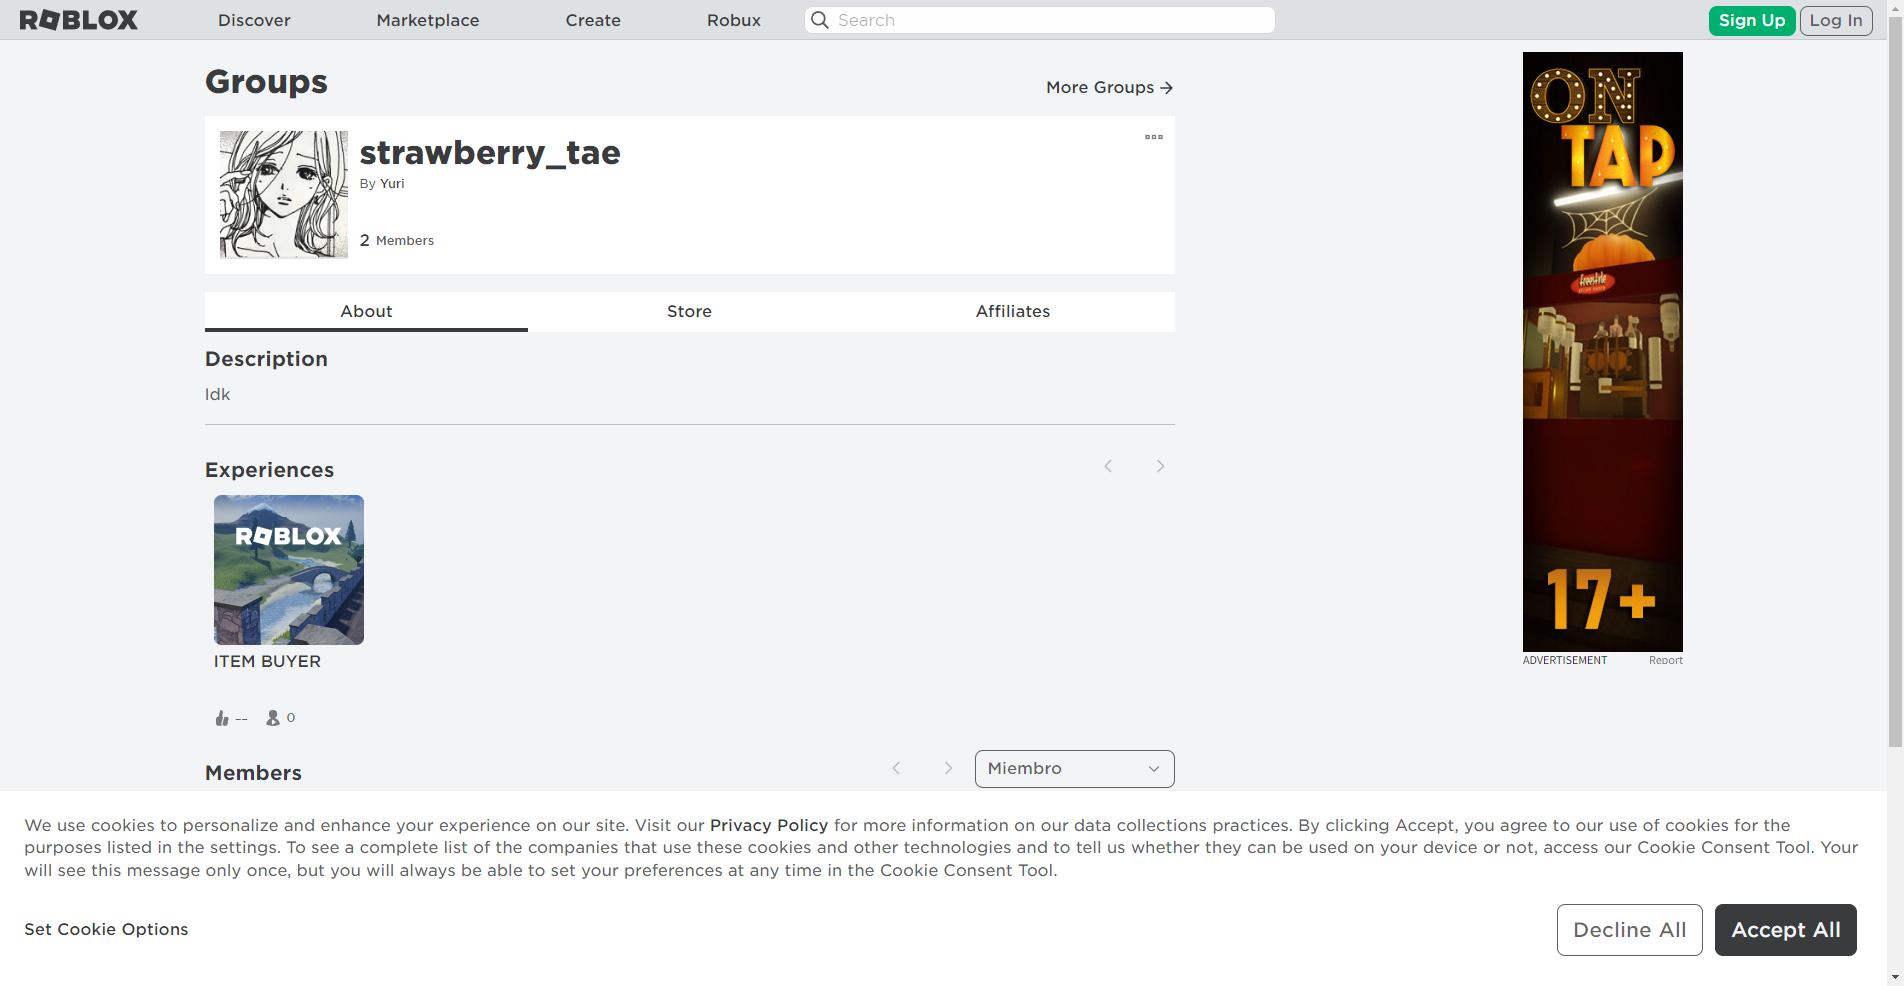 ROBLOX
Discover
Marketplace
Create
Robux
Search
Sign Up
Log In
Groups
More Groups
strawberry_tae
By Yuri
2 Members
About
Store
Affiliates
Description
Idk
Experiences
ROBLOX
ITEM BUYER
--
0
Members
Miembro
ON
TAP
freestyle
17+
ADVERTISEMENT
Report
We use cookies to personalize and enhance your experience on our site. Visit our Privacy Policy for more information on our data collections practices. By clicking Accept, you agree to our use of cookies for the
purposes listed in the settings. To see a complete list of the companies that use these cookies and other technologies and to tell us whether they can be used on your device or not, access our Cookie Consent Tool. Your
will see this message only once, but you will always be able to set your preferences at any time in the Cookie Consent Tool.
Set Cookie Options
Decline All
Accept All